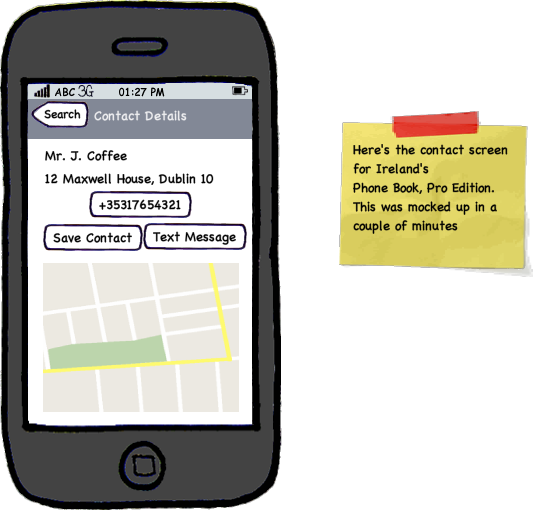 ABC 3G 01:27 PM
Search Contact Details
Mr. J. Coffee
12 Maxwell House, Dublin 10
+35317654321
Save Contact Text Message
Here's the contact screen
for Ireland's
Phone Book, Pro Edition.
This was mocked up in a
couple of minutes